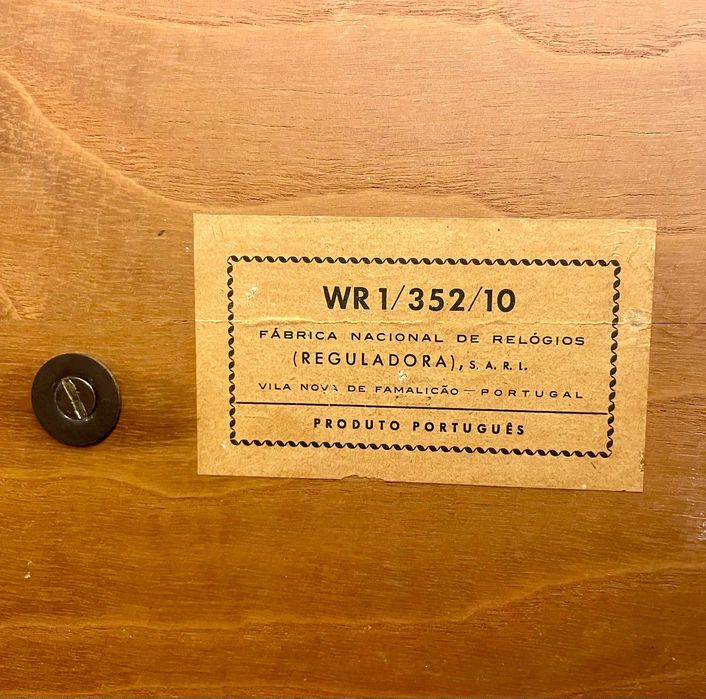 WR 1/352/10
FÁBRICA NACIONAL DE RELÓGIOS
(REGULADORA), S. A. R. L.
VILA NOVA DE FAMALICÃO — PORTUGAL
PRODUTO PORTUGUÊS